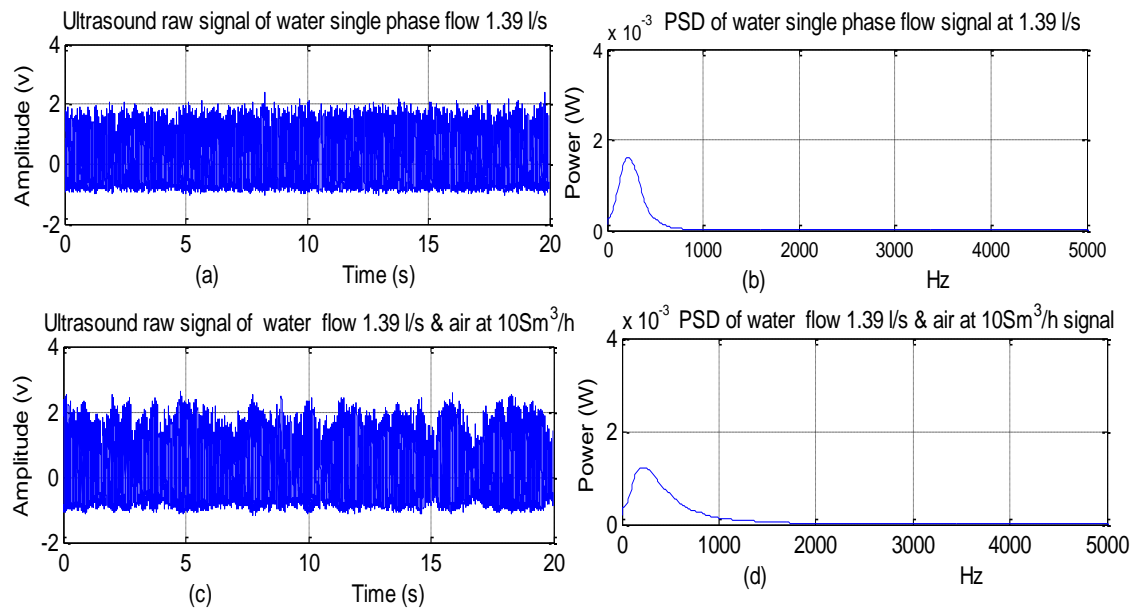 Ultrasound raw signal of water single phase flow 1.39 l/s
4
2
0
-2
Amplitude (v)
0 5 10 15 20
(a) Time (s)
x 10⁻³ PSD of water single phase flow signal at 1.39 l/s
4
2
0
Power (W)
0 1000 2000 3000 4000 5000
(b) Hz
Ultrasound raw signal of water flow 1.39 l/s & air at 10Sm³/h
4
2
0
-2
Amplitude (v)
0 5 10 15 20
(c) Time (s)
x 10⁻³ PSD of water flow 1.39 l/s & air at 10Sm³/h signal
4
2
0
Power (W)
0 1000 2000 3000 4000 5000
(d) Hz